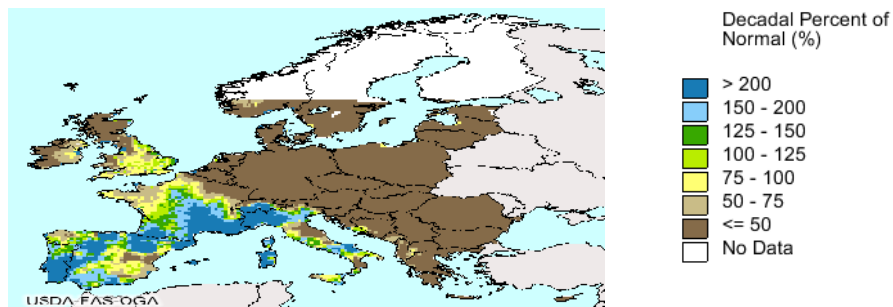 Decadal Percent of
Normal (%)
> 200
150 - 200
125 - 150
100 - 125
75 - 100
50 - 75
<= 50
No Data
USDA-FAS-OGA